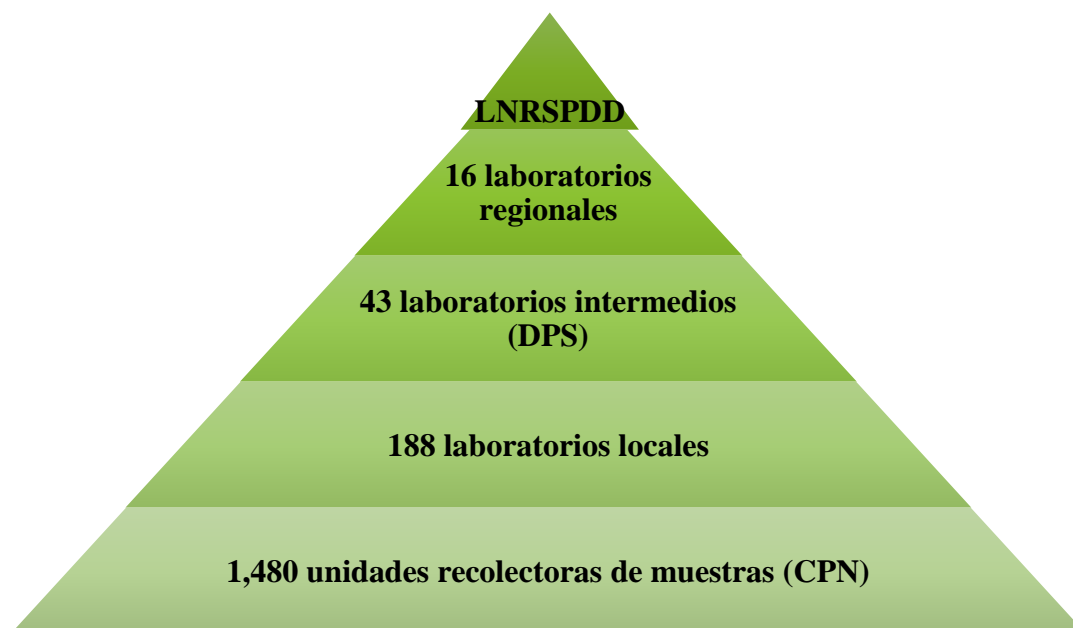 LNRSPDD
16 laboratorios
regionales
43 laboratorios intermedios
(DPS)
188 laboratorios locales
1,480 unidades recolectoras de muestras (CPN)